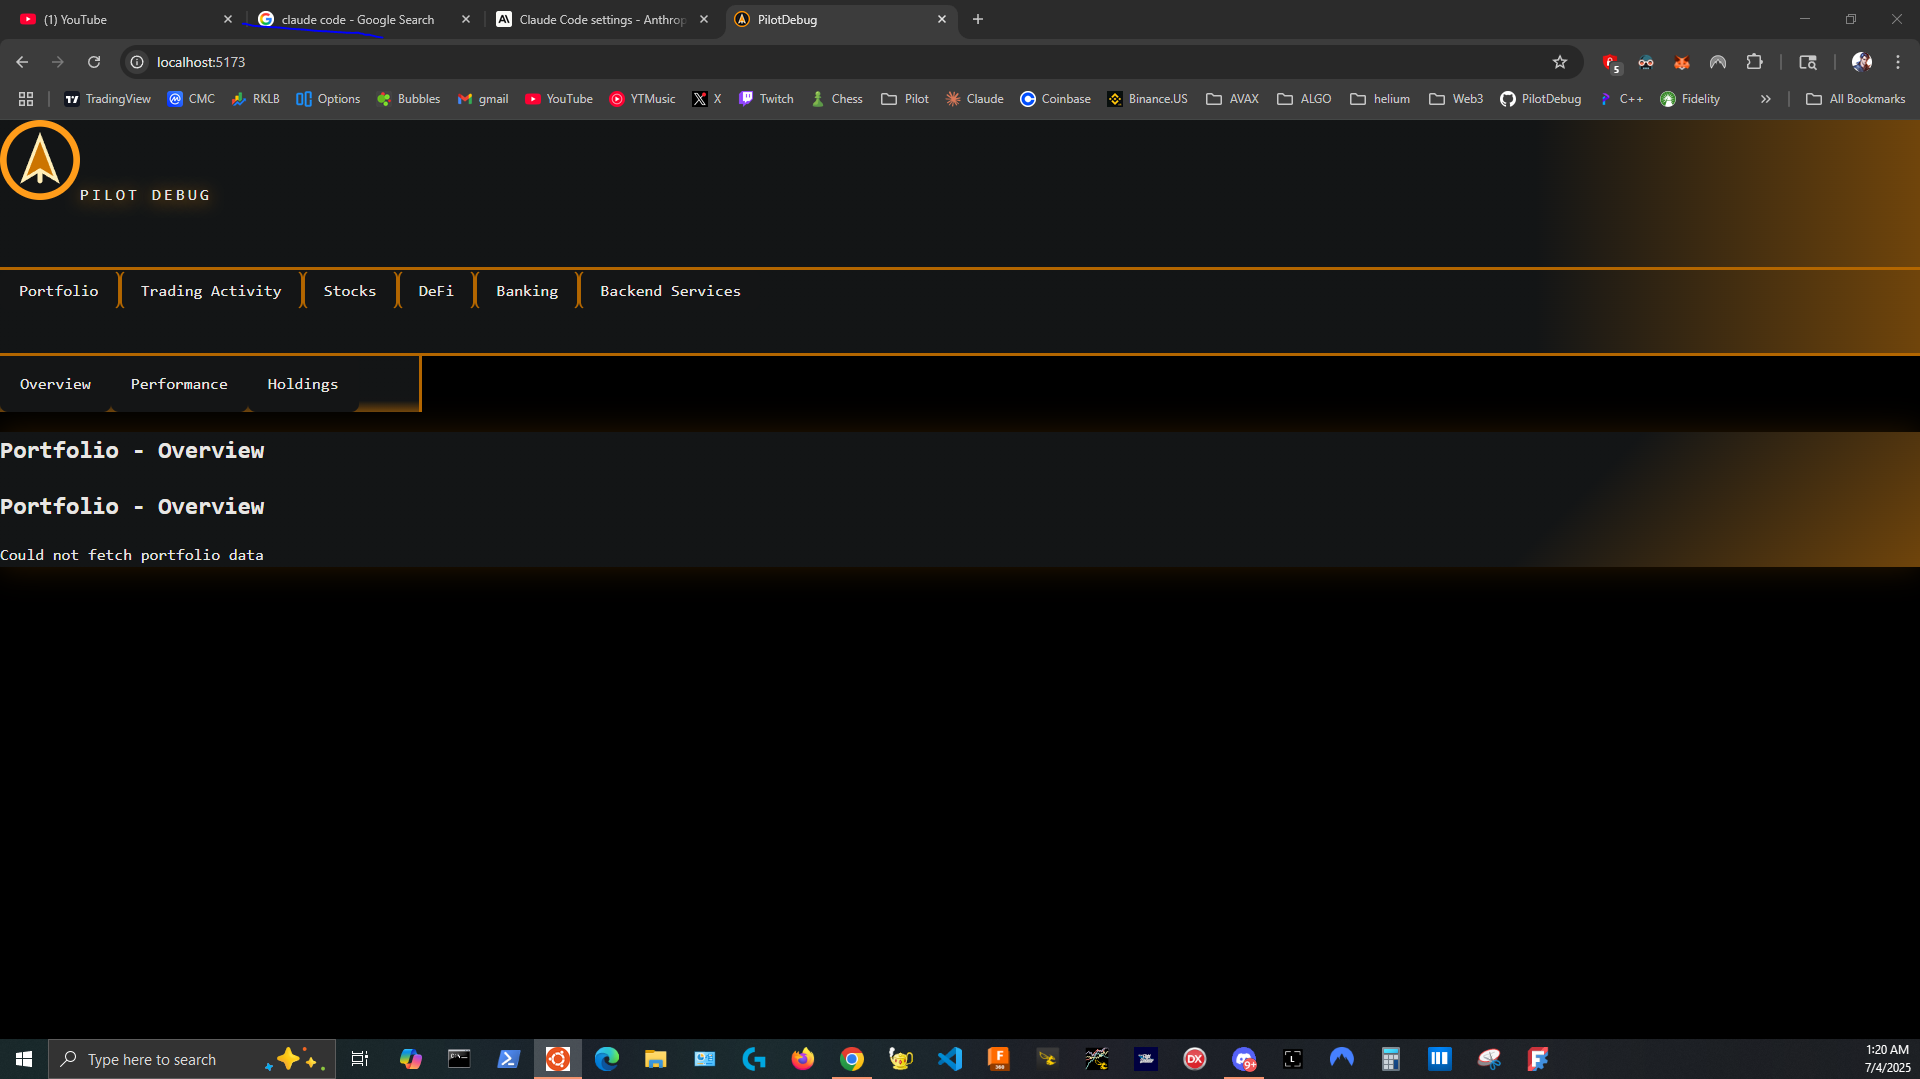 (1) YouTube
claude code - Google Search
Claude Code settings - Anthrop
PilotDebug
localhost:5173
5
TradingView
CMC
RKLB
Options
Bubbles
gmail
YouTube
YTMusic
X
Twitch
Chess
Pilot
Claude
Coinbase
Binance.US
AVAX
ALGO
helium
Web3
PilotDebug
C++
Fidelity
All Bookmarks
PILOT DEBUG
Portfolio
Trading Activity
Stocks
DeFi
Banking
Backend Services
Overview
Performance
Holdings
Portfolio - Overview
Portfolio - Overview
Could not fetch portfolio data
Type here to search
DX
9+
1:20 AM
7/4/2025